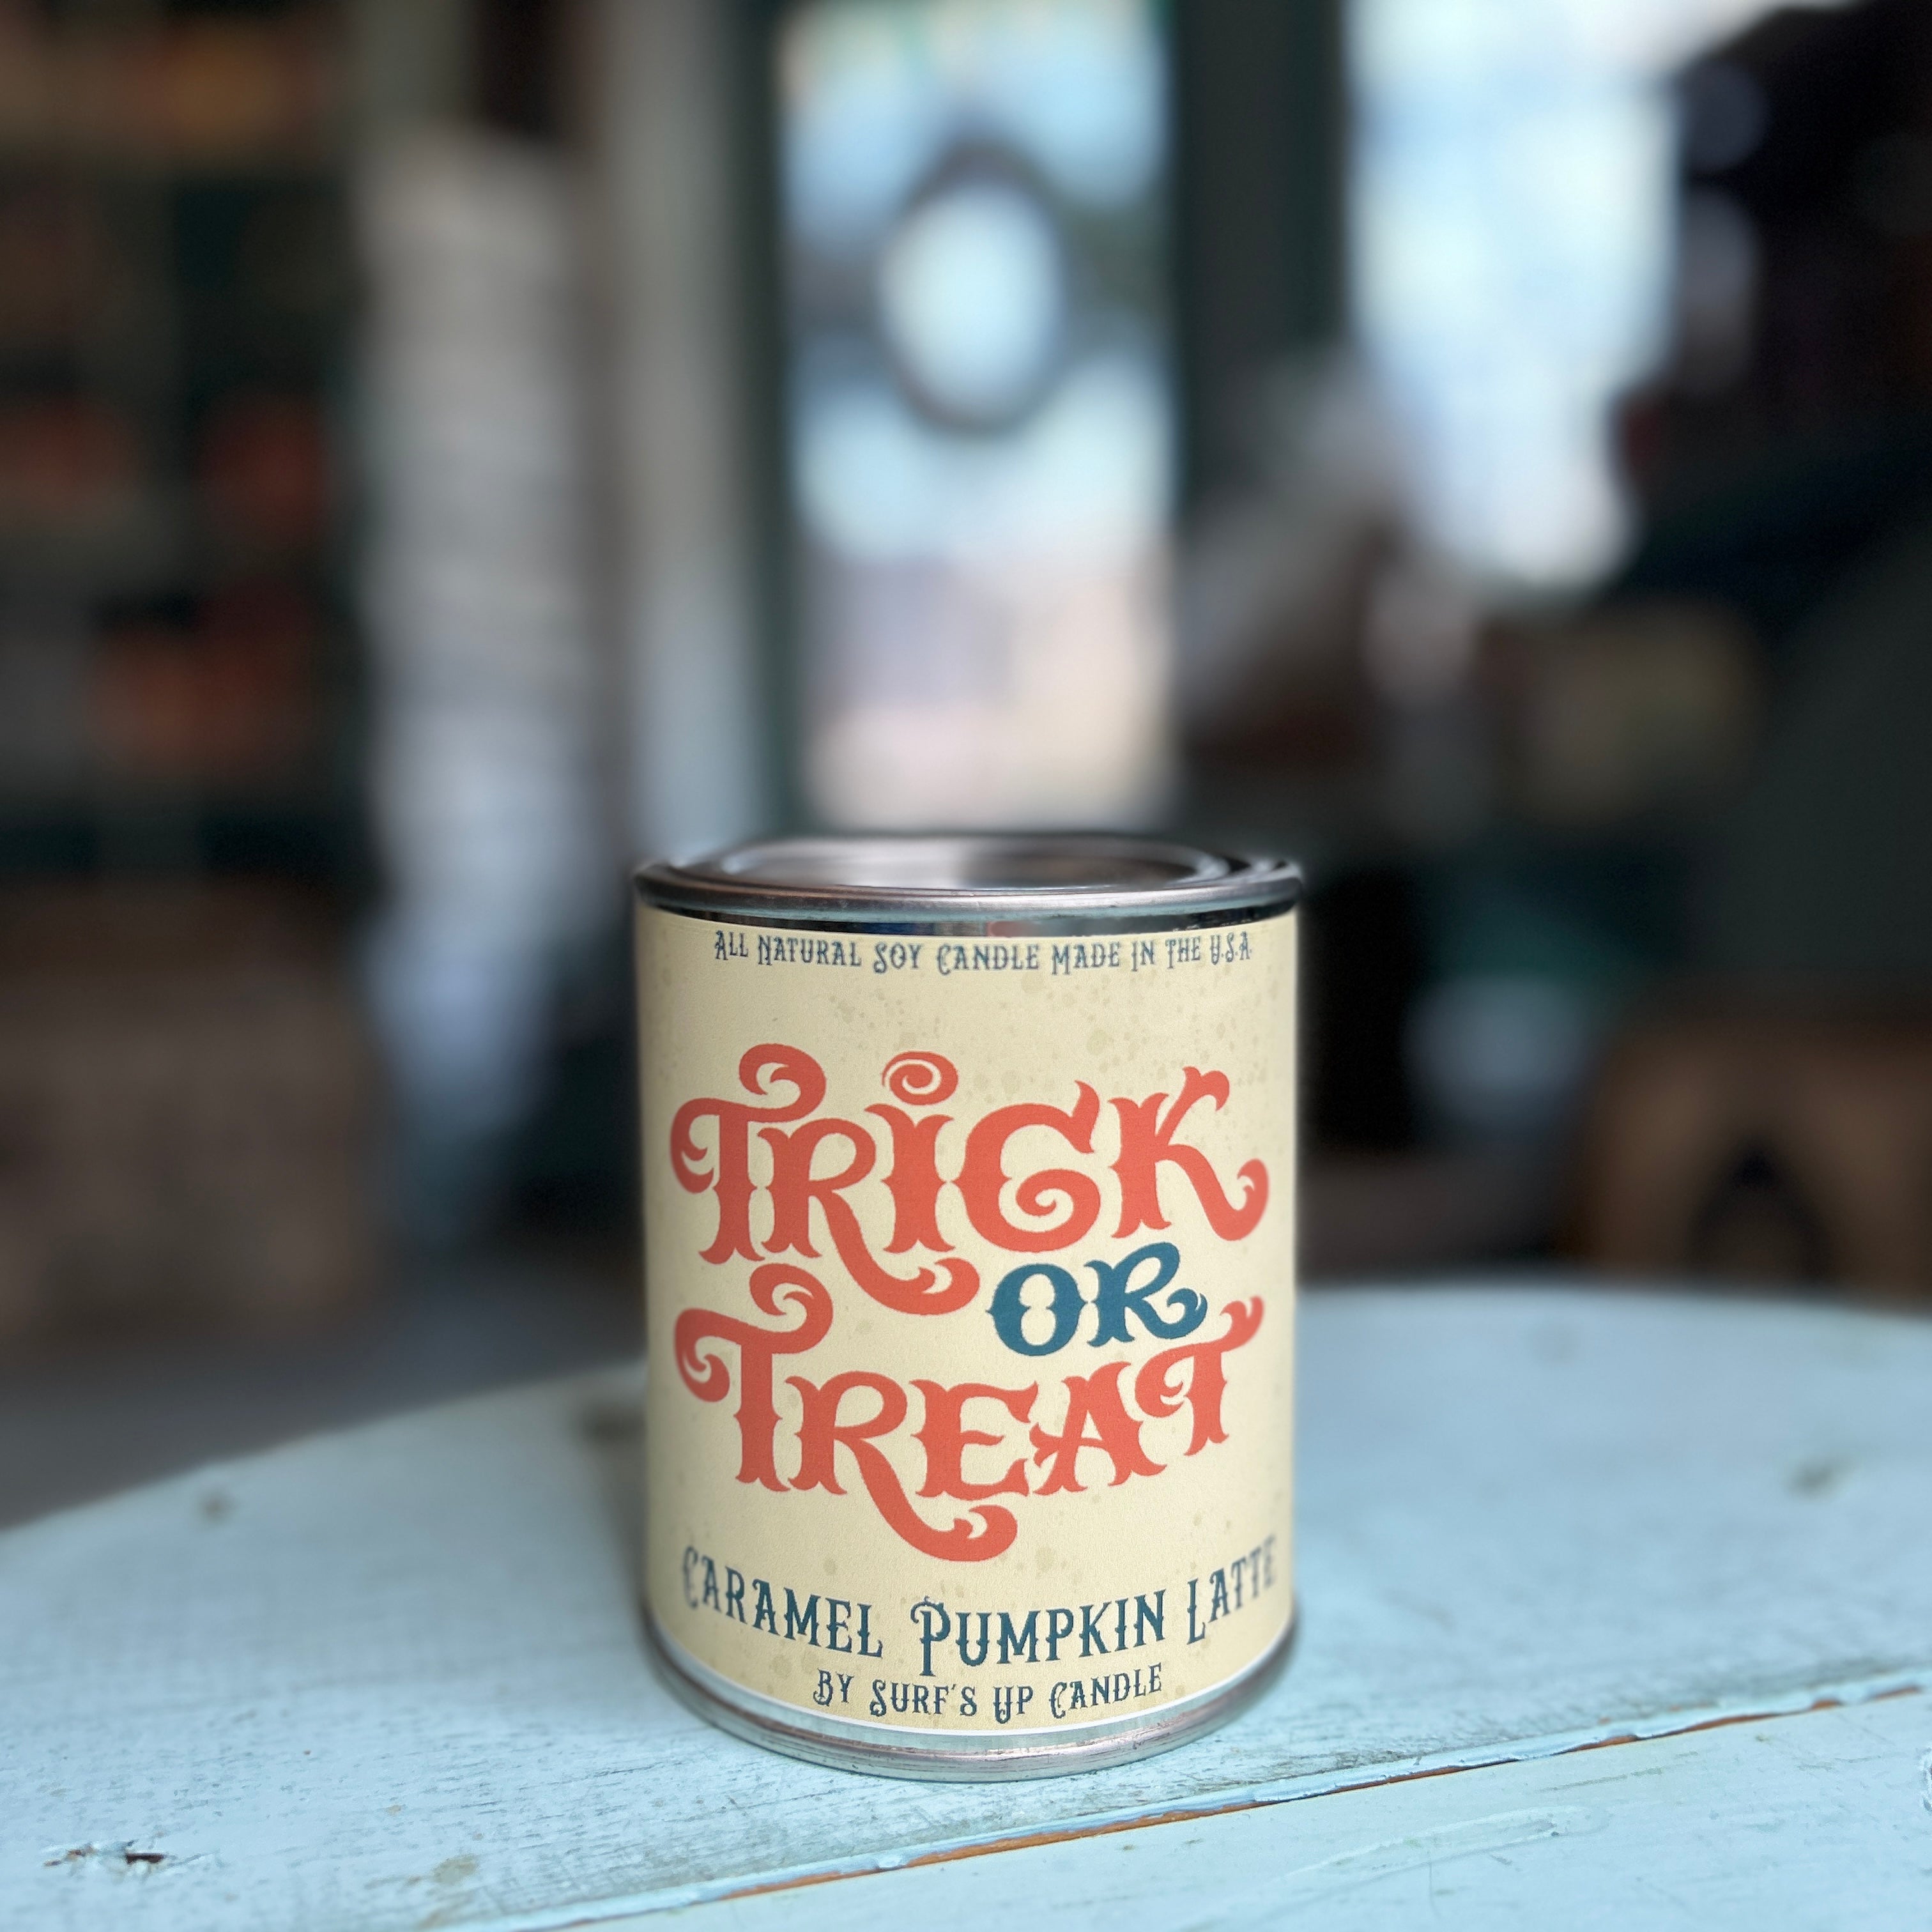 All Natural Soy Candle Made In The U.S.A.
Trick
or
Treat
Caramel Pumpkin Latte
By Surf's Up Candle